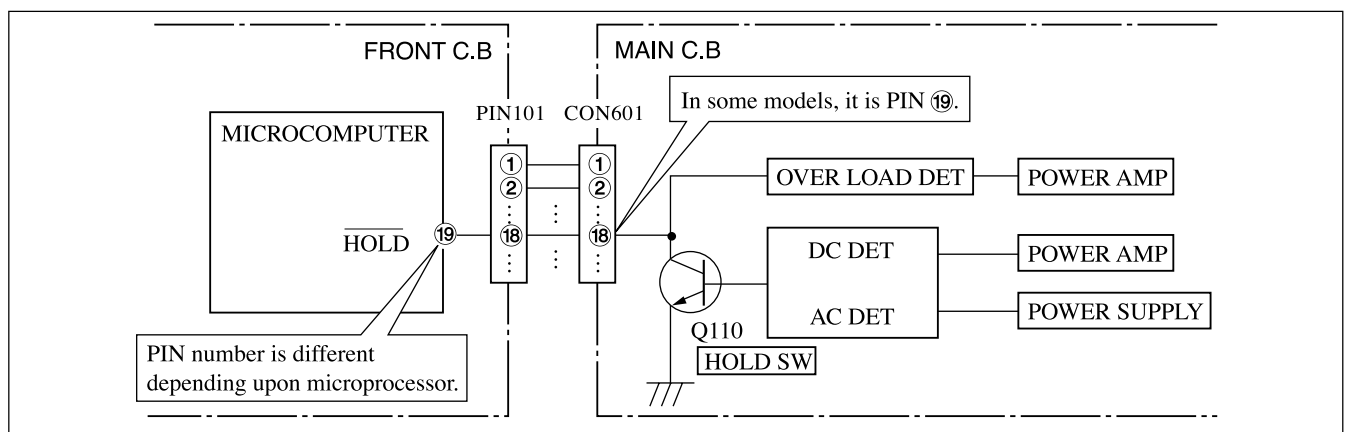 FRONT C.B
MAIN C.B
In some models, it is PIN ⑲.
PIN101
CON601
MICROCOMPUTER
① ①
② ②
HOLD ⑲ ⑱ ⑱
OVER LOAD DET
POWER AMP
DC DET
POWER AMP
AC DET
POWER SUPPLY
Q110
HOLD SW
PIN number is different
depending upon microprocessor.